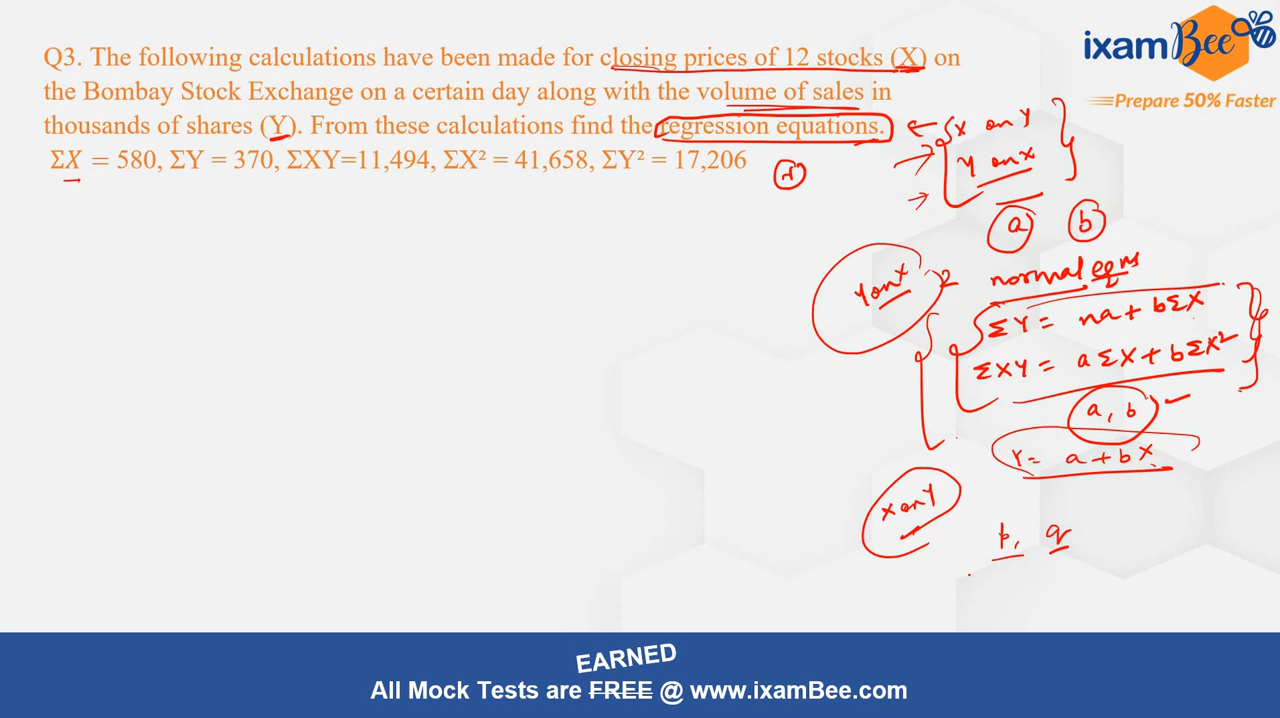 ixamBee
Prepare 50% Faster
Q3. The following calculations have been made for closing prices of 12 stocks (X) on
the Bombay Stock Exchange on a certain day along with the volume of sales in
thousands of shares (Y). From these calculations find the regression equations.
ΣX = 580, ΣY = 370, ΣXY=11,494, ΣX² = 41,658, ΣY² = 17,206
X on Y
Y on X
a b
Y on X
normal eqns
ΣY = na + bΣX
ΣXY = aΣX + bΣX²
a, b
Y = a + bX
X on Y
p, q
EARNED
All Mock Tests are FREE @ www.ixamBee.com